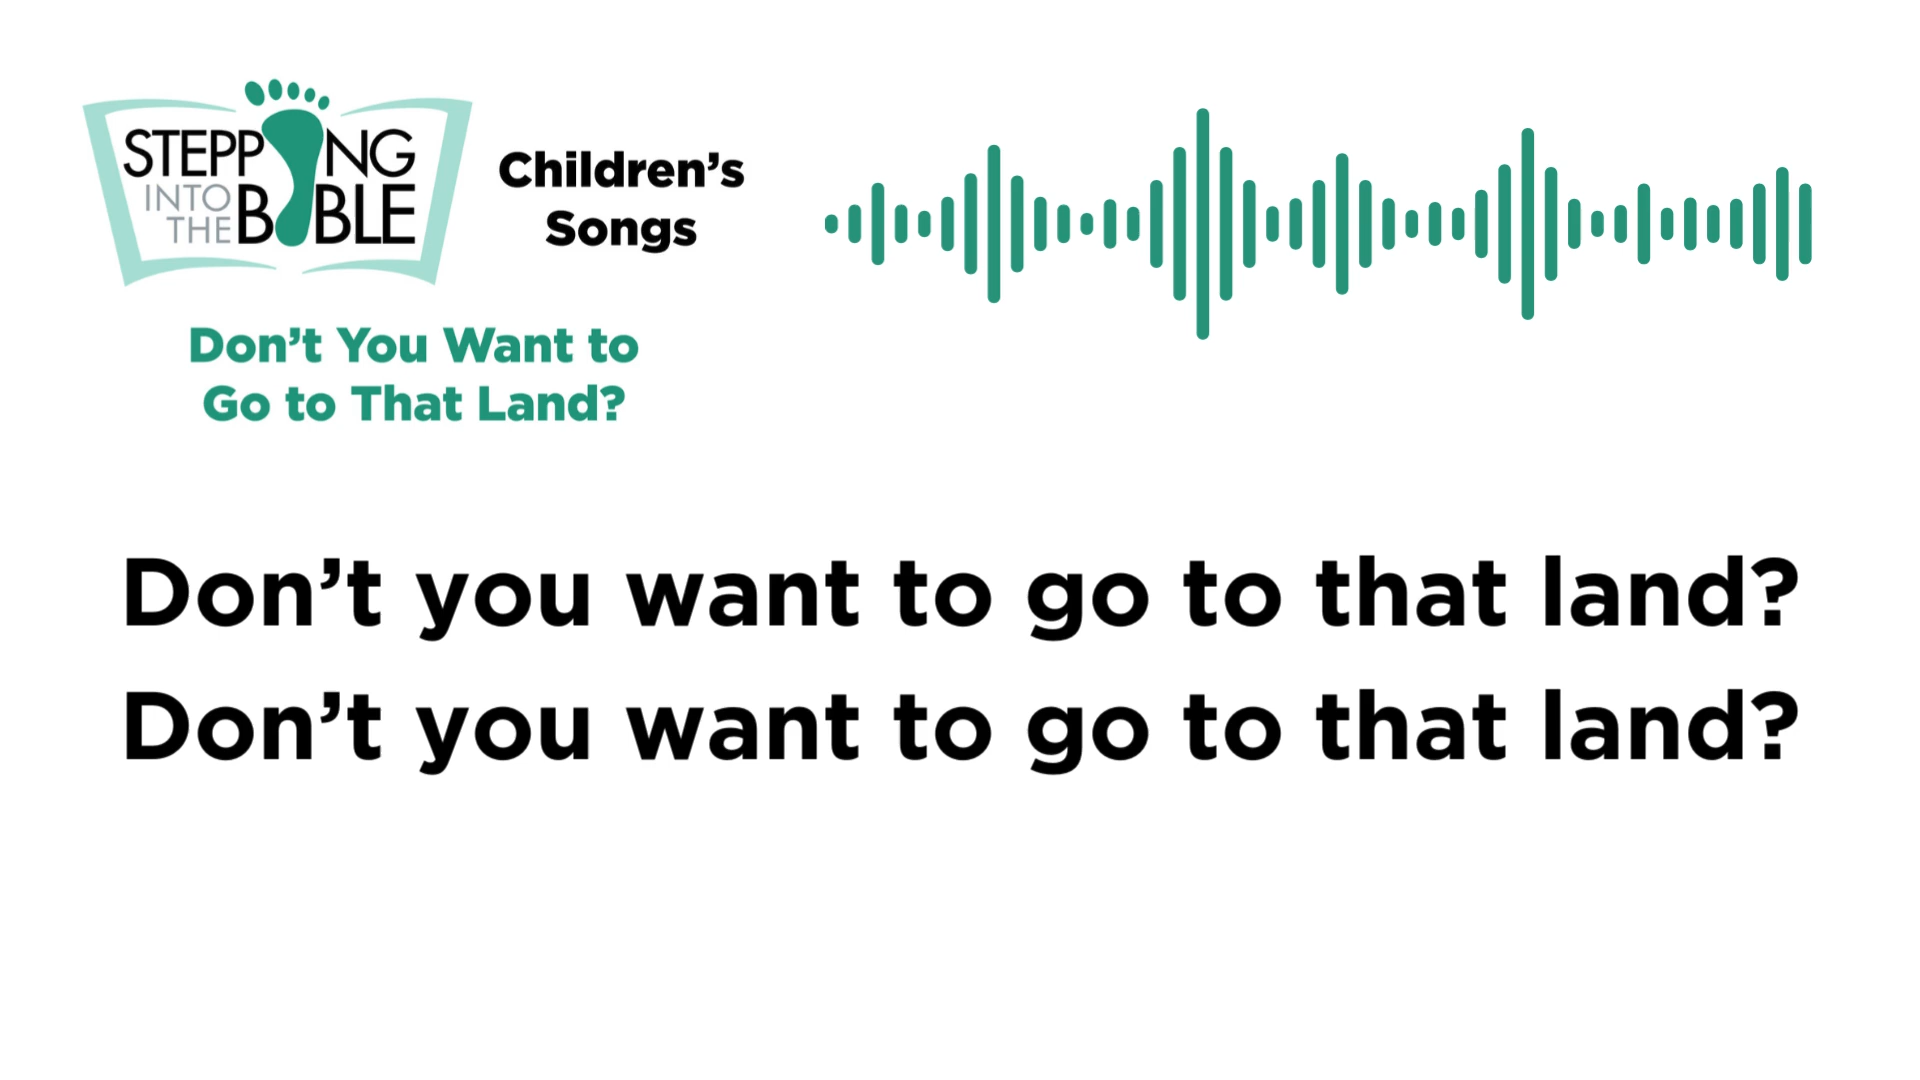 STEPPING
INTO
THE BIBLE
Children’s
Songs
Don’t You Want to
Go to That Land?
Don’t you want to go to that land?
Don’t you want to go to that land?